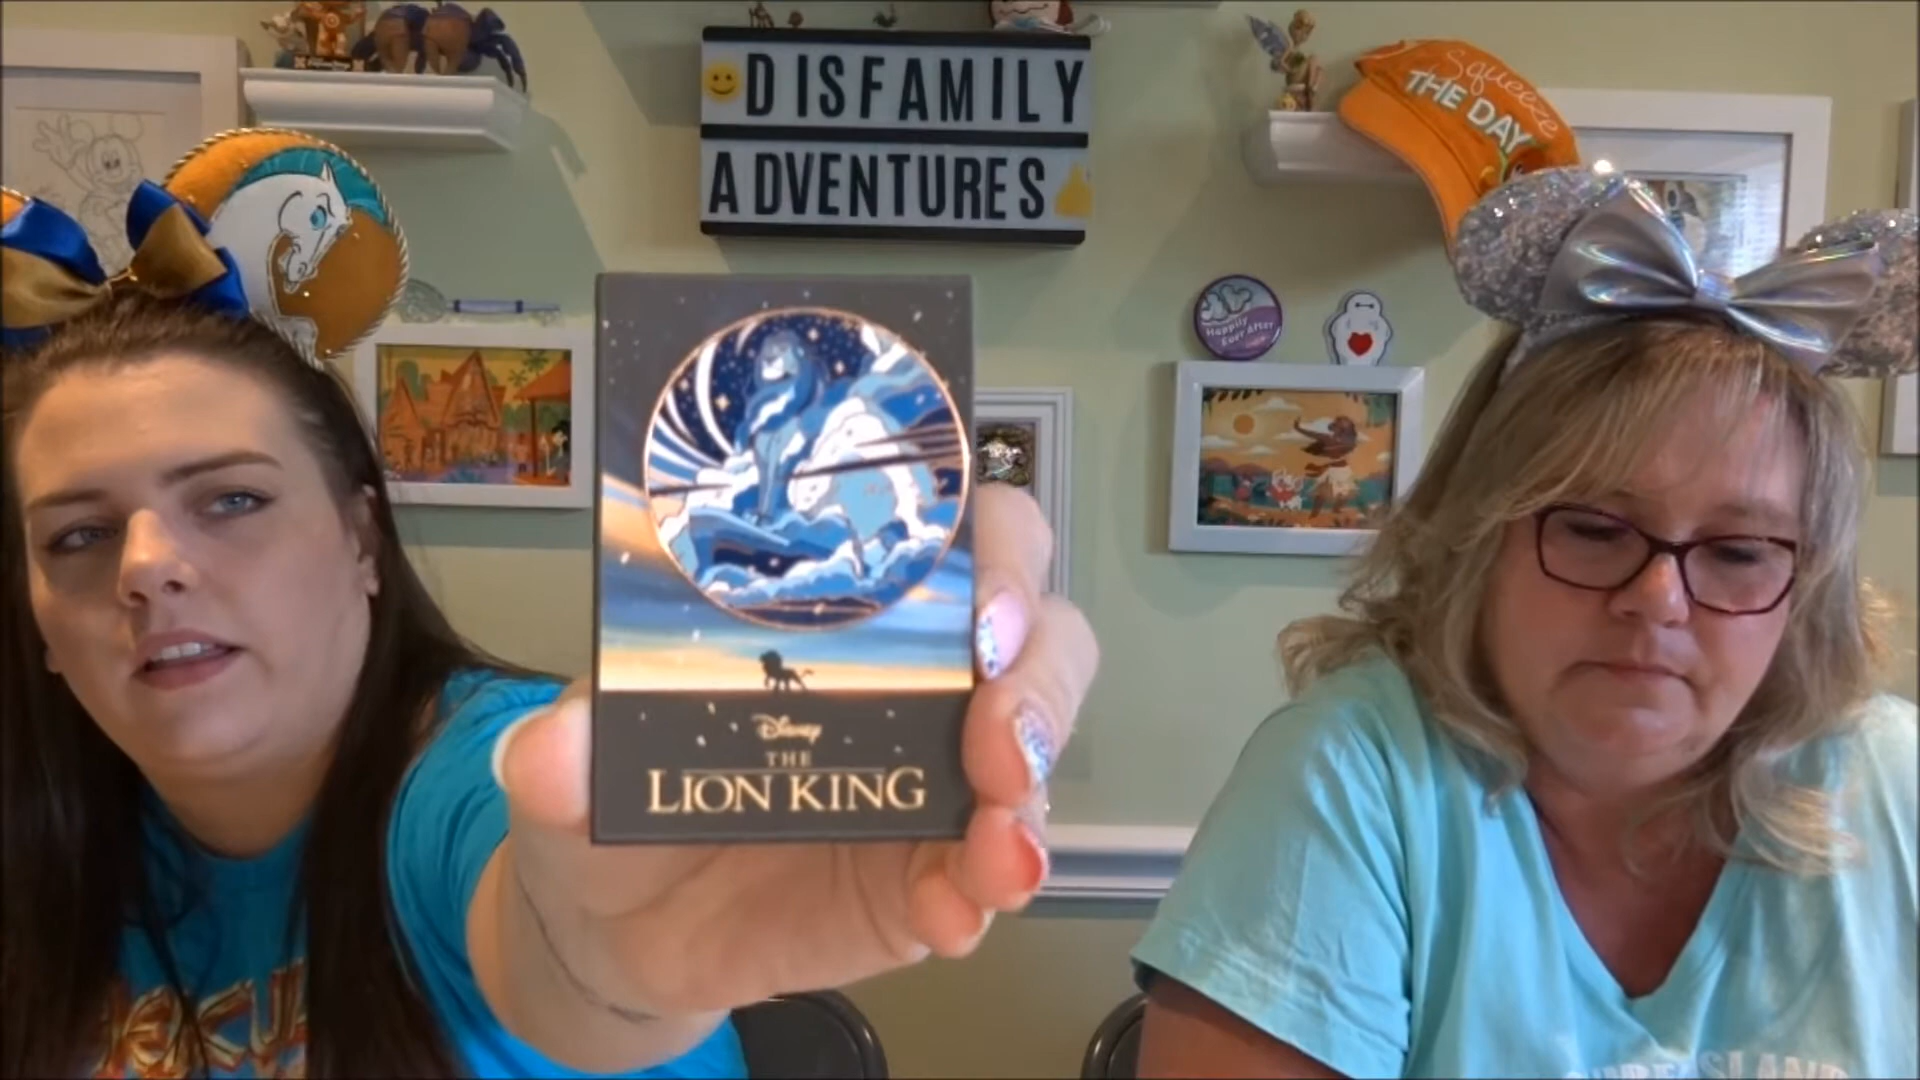 DISFAMILY
ADVENTURES
Squeeze
THE DAY
Happily
Ever After
Disney
THE
LION KING